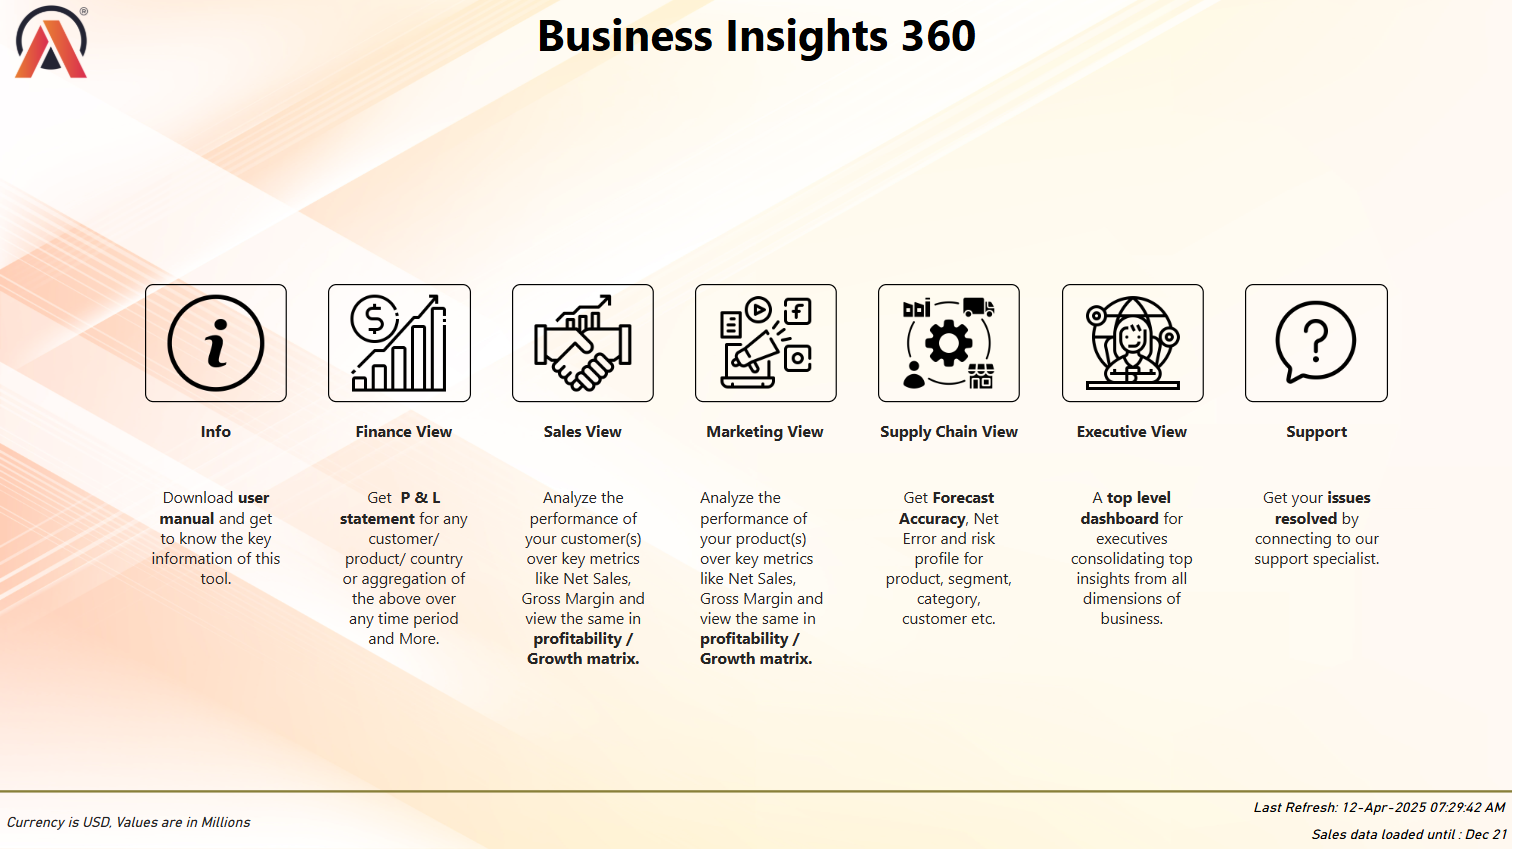 ®
Business Insights 360
Info
Download user
manual and get
to know the key
information of this
tool.
Finance View
Get P & L
statement for any
customer/
product/ country
or aggregation of
the above over
any time period
and More.
Sales View
Analyze the
performance of
your customer(s)
over key metrics
like Net Sales,
Gross Margin and
view the same in
profitability /
Growth matrix.
Marketing View
Analyze the
performance of
your product(s)
over key metrics
like Net Sales,
Gross Margin and
view the same in
profitability /
Growth matrix.
Supply Chain View
Get Forecast
Accuracy, Net
Error and risk
profile for
product, segment,
category,
customer etc.
Executive View
A top level
dashboard for
executives
consolidating top
insights from all
dimensions of
business.
Support
Get your issues
resolved by
connecting to our
support specialist.
Currency is USD, Values are in Millions
Last Refresh: 12-Apr-2025 07:29:42 AM
Sales data loaded until : Dec 21